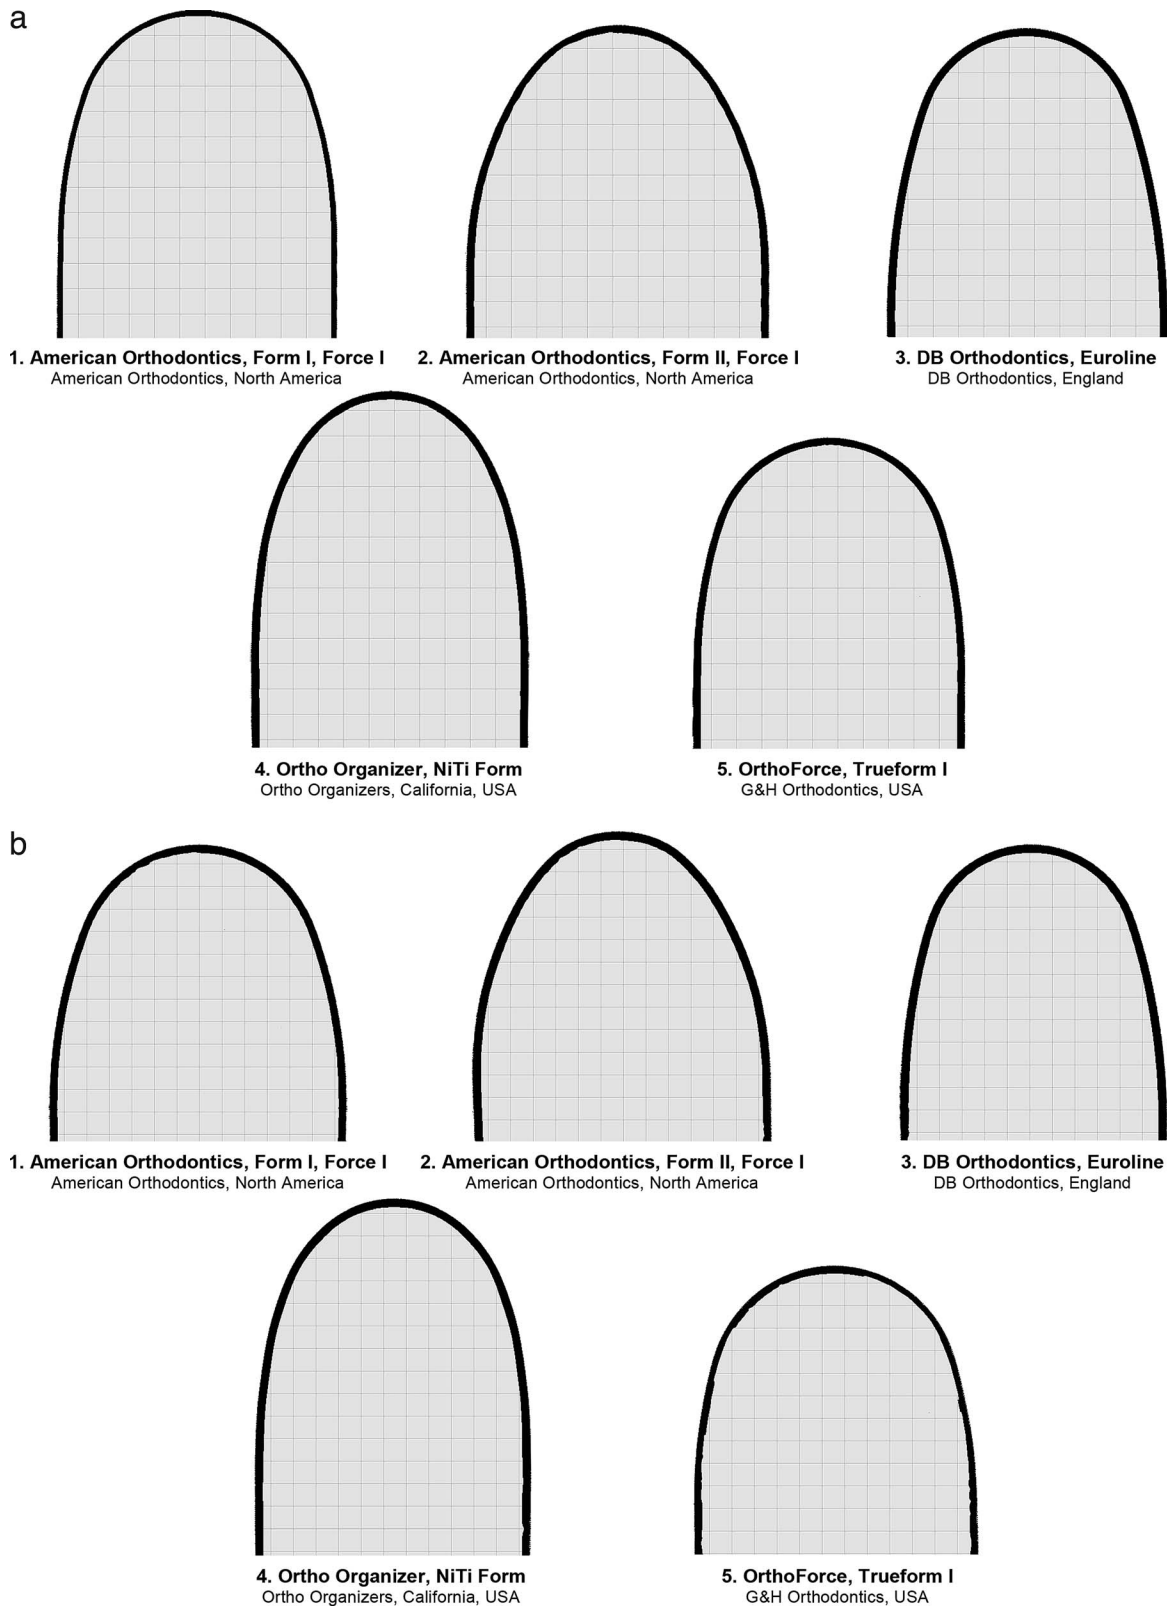 a
1. American Orthodontics, Form I, Force I
American Orthodontics, North America
2. American Orthodontics, Form II, Force I
American Orthodontics, North America
3. DB Orthodontics, Euroline
DB Orthodontics, England
4. Ortho Organizer, NiTi Form
Ortho Organizers, California, USA
5. OrthoForce, Trueform I
G&H Orthodontics, USA
b
1. American Orthodontics, Form I, Force I
American Orthodontics, North America
2. American Orthodontics, Form II, Force I
American Orthodontics, North America
3. DB Orthodontics, Euroline
DB Orthodontics, England
4. Ortho Organizer, NiTi Form
Ortho Organizers, California, USA
5. OrthoForce, Trueform I
G&H Orthodontics, USA